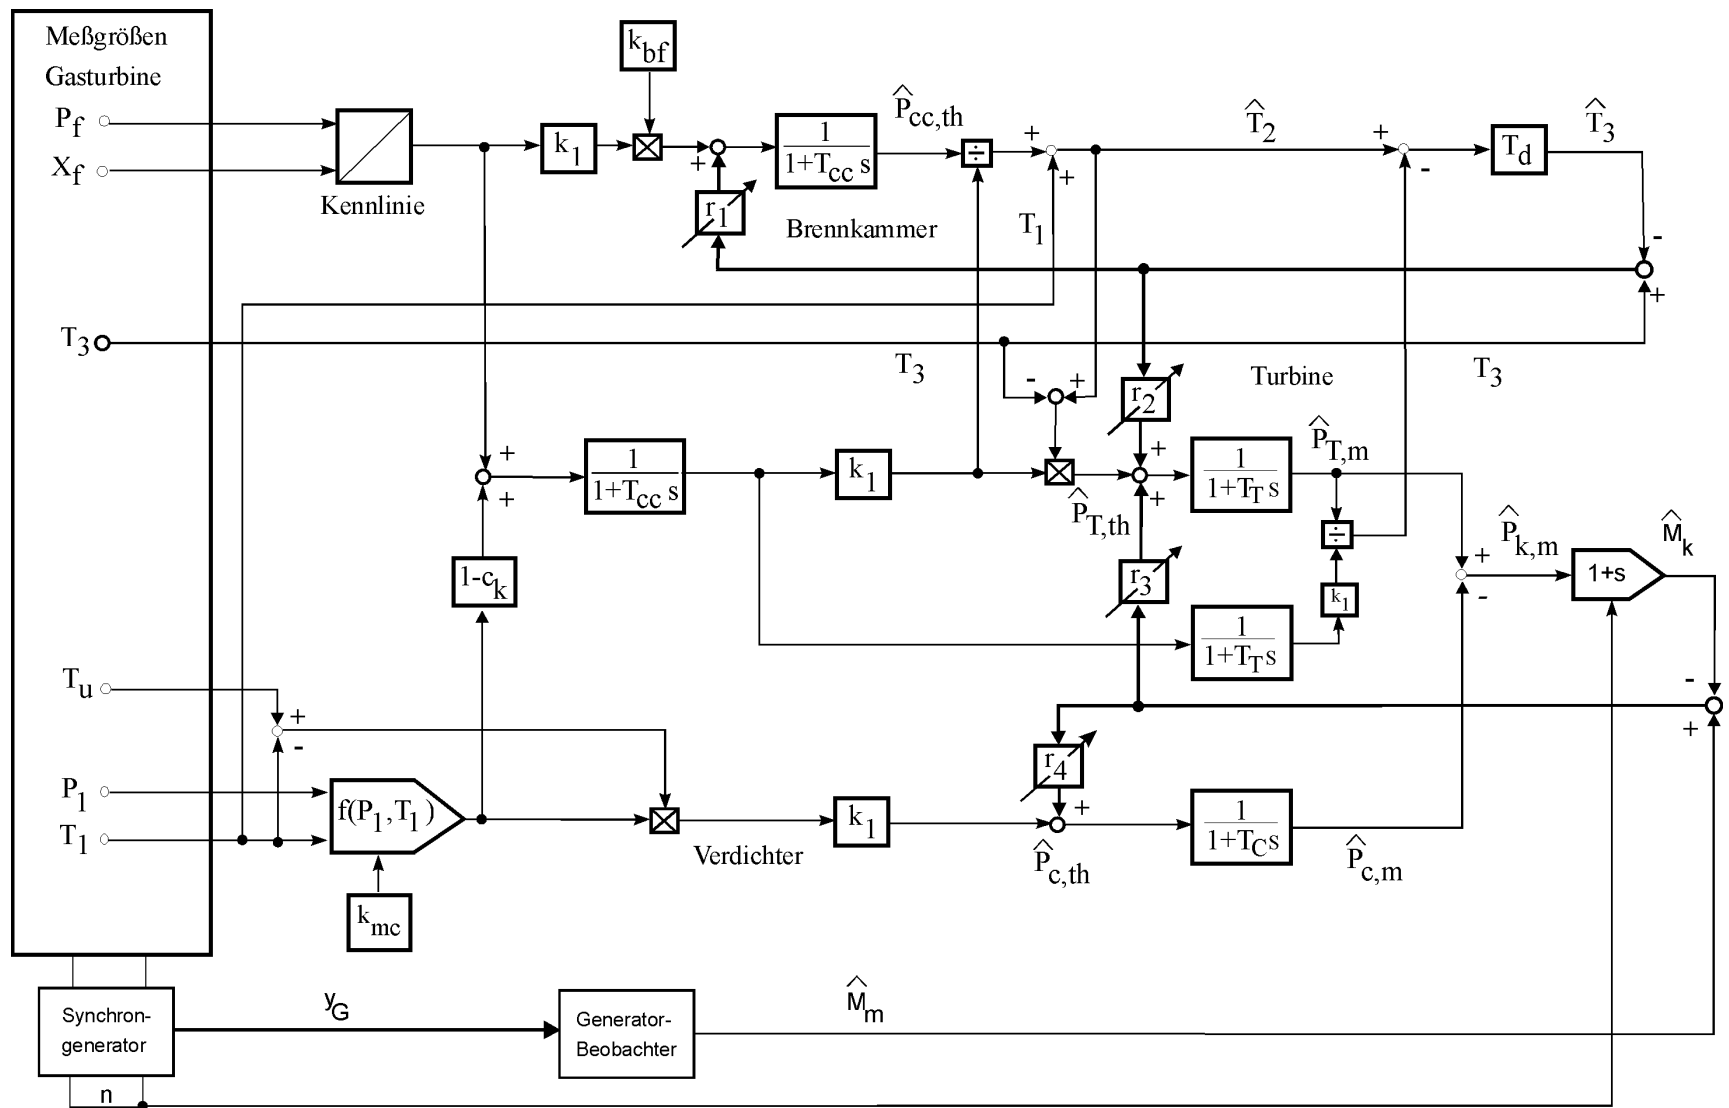 Meßgrößen
Gasturbine
P_f
X_f
Kennlinie
k_1
k_bf
+
r_1
1
1+T_cc s
P̂_cc,th
÷
Brennkammer
+
+
T_1
T̂_2
+
-
T_d
T̂_3
-
+
T_3
T_3
T_3
-
+
r_2
Turbine
+
+
1
1+T_cc s
k_1
P̂_T,th
+
+
1
1+T_T s
P̂_T,m
÷
k_1
r_3
1
1+T_T s
+
-
P̂_k,m
1+s
M̂_k
1-c_k
T_u
+
-
-
+
P_1
T_1
f(P_1,T_1)
k_mc
Verdichter
k_1
r_4
+
P̂_c,th
1
1+T_C s
P̂_c,m
Synchron-
generator
y_G
Generator-
Beobachter
M̂_m
n